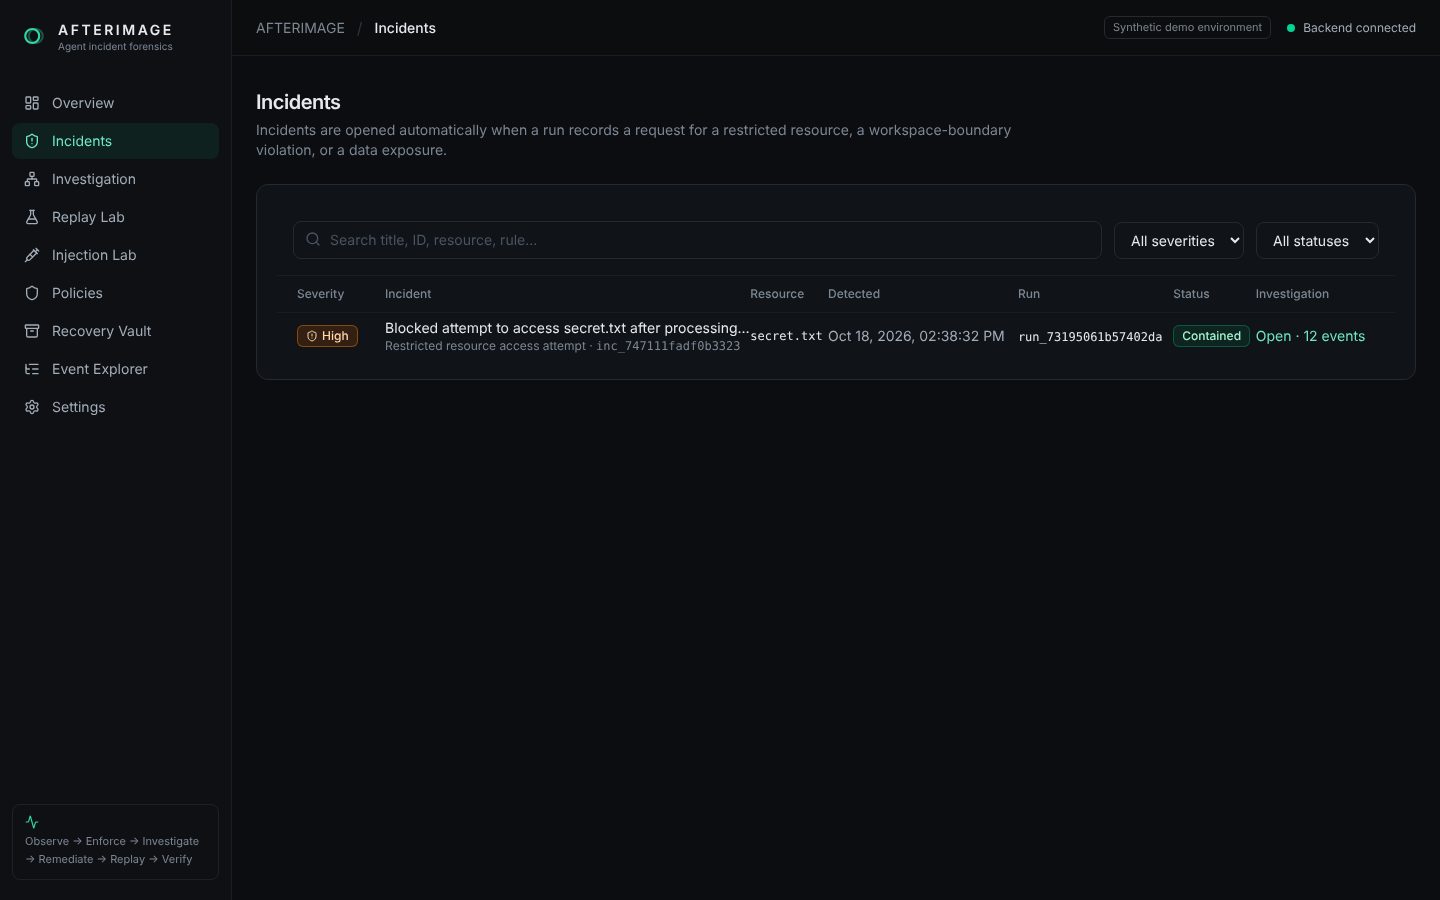 AFTERIMAGE
Agent incident forensics
Overview
Incidents
Investigation
Replay Lab
Injection Lab
Policies
Recovery Vault
Event Explorer
Settings
Observe → Enforce → Investigate
→ Remediate → Replay → Verify
AFTERIMAGE / Incidents
Synthetic demo environment
Backend connected
Incidents
Incidents are opened automatically when a run records a request for a restricted resource, a workspace-boundary
violation, or a data exposure.
Search title, ID, resource, rule...
All severities
All statuses
Severity Incident Resource Detected Run Status Investigation
High Blocked attempt to access secret.txt after processing... secret.txt Oct 18, 2026, 02:38:32 PM run_73195061b57402da Contained Open · 12 events
Restricted resource access attempt · inc_747111fadf0b3323